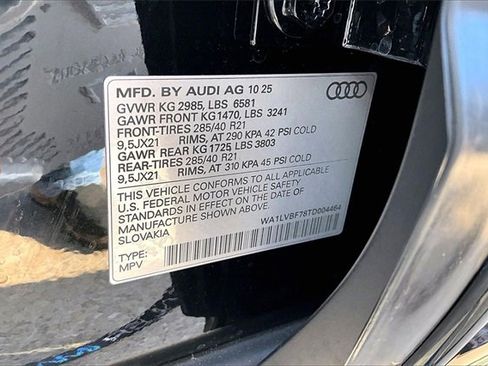 MFD. BY AUDI AG 10 25
GVWR KG 2985, LBS 6581
GAWR FRONT KG 1470, LBS 3241
FRONT-TIRES 285/40 R21
9,5JX21 RIMS, AT 290 KPA 42 PSI COLD
GAWR REAR KG 1725, LBS 3803
REAR-TIRES 285/40 R21
9,5JX21 RIMS, AT 310 KPA 45 PSI COLD
THIS VEHICLE CONFORMS TO ALL APPLICABLE
U.S. FEDERAL MOTOR VEHICLE SAFETY
STANDARDS IN EFFECT ON THE DATE OF
MANUFACTURE SHOWN ABOVE.
SLOVAKIA
WA1LVBF78TD004464
TYPE:
MPV